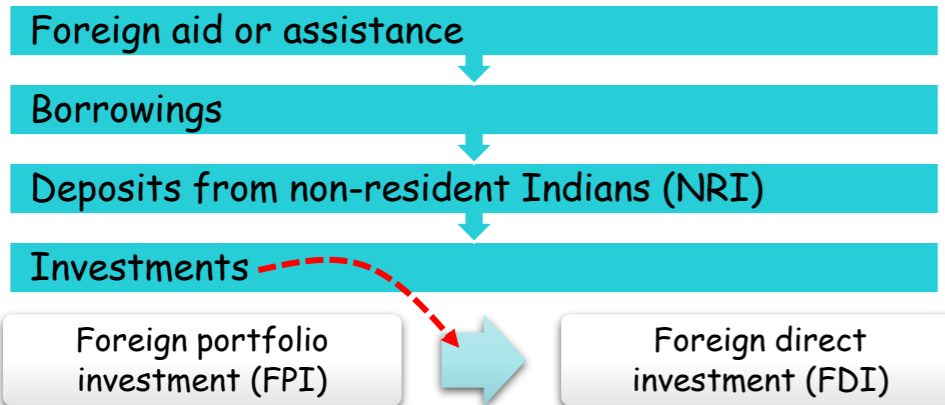 Foreign aid or assistance
Borrowings
Deposits from non-resident Indians (NRI)
Investments
Foreign portfolio
investment (FPI)
Foreign direct
investment (FDI)